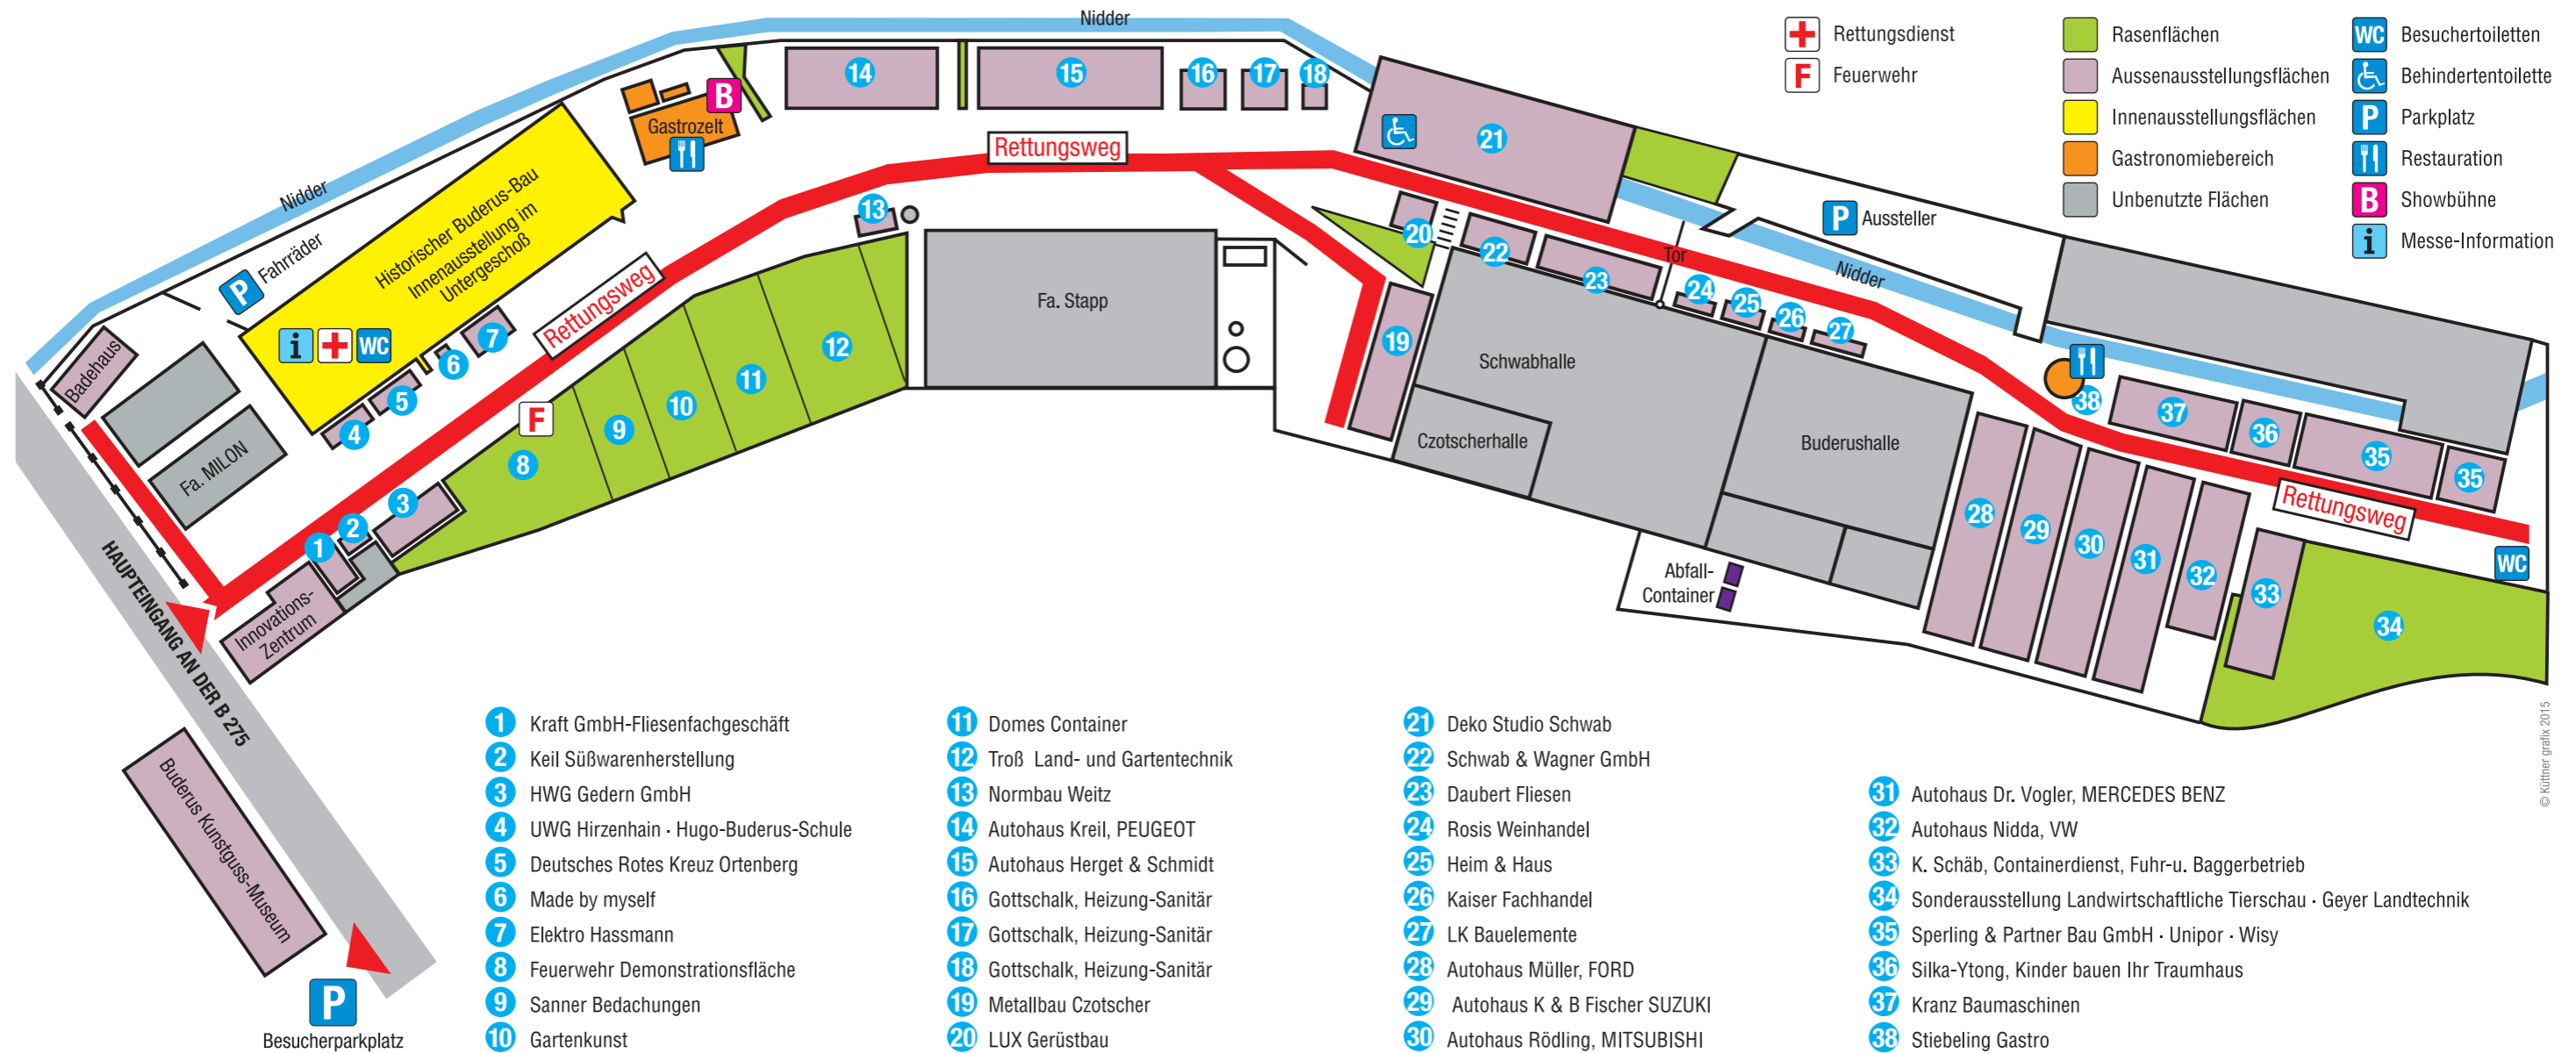 Nidder
Rettungsdienst
Feuerwehr
F
Rasenflächen
Aussenausstellungsflächen
Innenausstellungsflächen
Gastronomiebereich
Unbenutzte Flächen
WC Besuchertoiletten
Behindertentoilette
P Parkplatz
Restauration
B Showbühne
i Messe-Information
14
15
16
17
18
B
Gastrozelt
Rettungsweg
21
Nidder
P Fahrräder
Historischer Buderus-Bau
Innenausstellung im
Untergeschoß
i
WC
Rettungsweg
13
Fa. Stapp
20
22
23
Tor
P Aussteller
Nidder
24
25
26
27
19
Schwabhalle
Czotscherhalle
Buderushalle
Badehaus
Fa. MILON
7
6
5
4
F
8
9
10
11
12
3
2
1
Innovations-
Zentrum
HAUPTEINGANG AN DER B 275
Buderus Kunstguss-Museum
P
Besucherparkplatz
Abfall-
Container
38
37
36
35
35
Rettungsweg
WC
28
29
30
31
32
33
34
© Küttner grafix 2015
1 Kraft GmbH-Fliesenfachgeschäft
2 Keil Süßwarenherstellung
3 HWG Gedern GmbH
4 UWG Hirzenhain · Hugo-Buderus-Schule
5 Deutsches Rotes Kreuz Ortenberg
6 Made by myself
7 Elektro Hassmann
8 Feuerwehr Demonstrationsfläche
9 Sanner Bedachungen
10 Gartenkunst
11 Domes Container
12 Troß Land- und Gartentechnik
13 Normbau Weitz
14 Autohaus Kreil, PEUGEOT
15 Autohaus Herget & Schmidt
16 Gottschalk, Heizung-Sanitär
17 Gottschalk, Heizung-Sanitär
18 Gottschalk, Heizung-Sanitär
19 Metallbau Czotscher
20 LUX Gerüstbau
21 Deko Studio Schwab
22 Schwab & Wagner GmbH
23 Daubert Fliesen
24 Rosis Weinhandel
25 Heim & Haus
26 Kaiser Fachhandel
27 LK Bauelemente
28 Autohaus Müller, FORD
29 Autohaus K & B Fischer SUZUKI
30 Autohaus Rödling, MITSUBISHI
31 Autohaus Dr. Vogler, MERCEDES BENZ
32 Autohaus Nidda, VW
33 K. Schäb, Containerdienst, Fuhr-u. Baggerbetrieb
34 Sonderausstellung Landwirtschaftliche Tierschau · Geyer Landtechnik
35 Sperling & Partner Bau GmbH · Unipor · Wisy
36 Silka-Ytong, Kinder bauen Ihr Traumhaus
37 Kranz Baumaschinen
38 Stiebeling Gastro